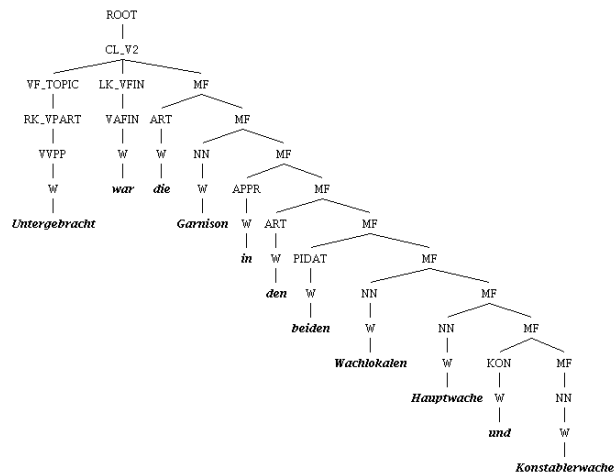 ROOT
CL_V2
VF_TOPIC LK_VFIN MF
RK_VPART VAFIN ART MF
VVPP W W NN MF
W war die W APPR MF
Untergebracht Garnison W ART MF
in W PIDAT MF
den W NN MF
beiden W NN MF
Wachlokalen W KON MF
Hauptwache W NN
und W
Konstablerwache